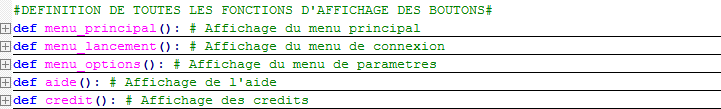 #DEFINITION DE TOUTES LES FONCTIONS D'AFFICHAGE DES BOUTONS#
def menu_principal(): # Affichage du menu principal
def menu_lancement(): # Affichage du menu de connexion
def menu_options(): # Affichage du menu de parametres
def aide(): # Affichage de l'aide
def credit(): # Affichage des credits